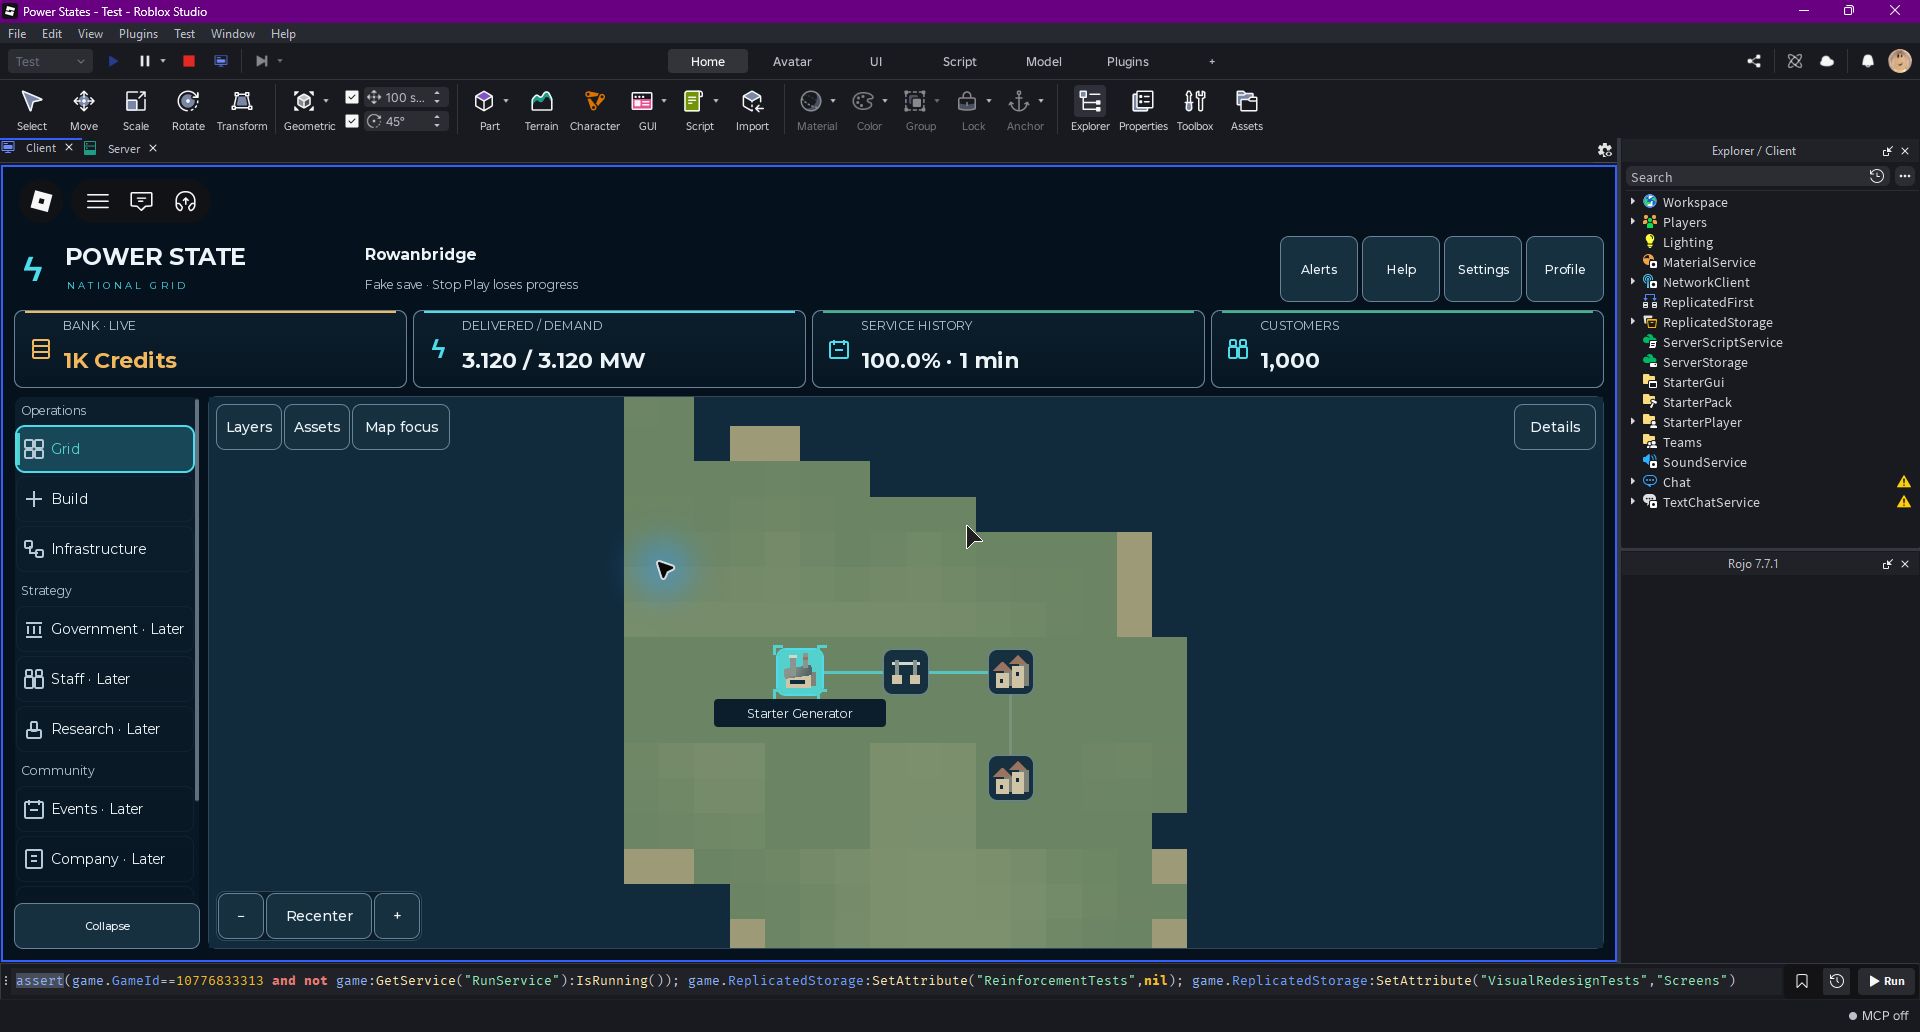 Power States - Test - Roblox Studio
File Edit View Plugins Test Window Help
Test
Home Avatar UI Script Model Plugins +
100 s...
45°
Select Move Scale Rotate Transform Geometric Part Terrain Character GUI Script Import Material Color Group Lock Anchor Explorer Properties Toolbox Assets
Client Server
Explorer / Client
Search
Workspace
Players
Lighting
MaterialService
NetworkClient
ReplicatedFirst
ReplicatedStorage
ServerScriptService
ServerStorage
StarterGui
StarterPack
StarterPlayer
Teams
SoundService
Chat
TextChatService
Rojo 7.7.1
POWER STATE
NATIONAL GRID
Rowanbridge
Fake save · Stop Play loses progress
Alerts Help Settings Profile
BANK · LIVE
1K Credits
DELIVERED / DEMAND
3.120 / 3.120 MW
SERVICE HISTORY
100.0% · 1 min
CUSTOMERS
1,000
Operations
Grid
Build
Infrastructure
Strategy
Government · Later
Staff · Later
Research · Later
Community
Events · Later
Company · Later
Collapse
Layers Assets Map focus
Details
Starter Generator
− Recenter +
assert(game.GameId==10776833313 and not game:GetService("RunService"):IsRunning()); game.ReplicatedStorage:SetAttribute("ReinforcementTests",nil); game.ReplicatedStorage:SetAttribute("VisualRedesignTests","Screens")
Run
MCP off